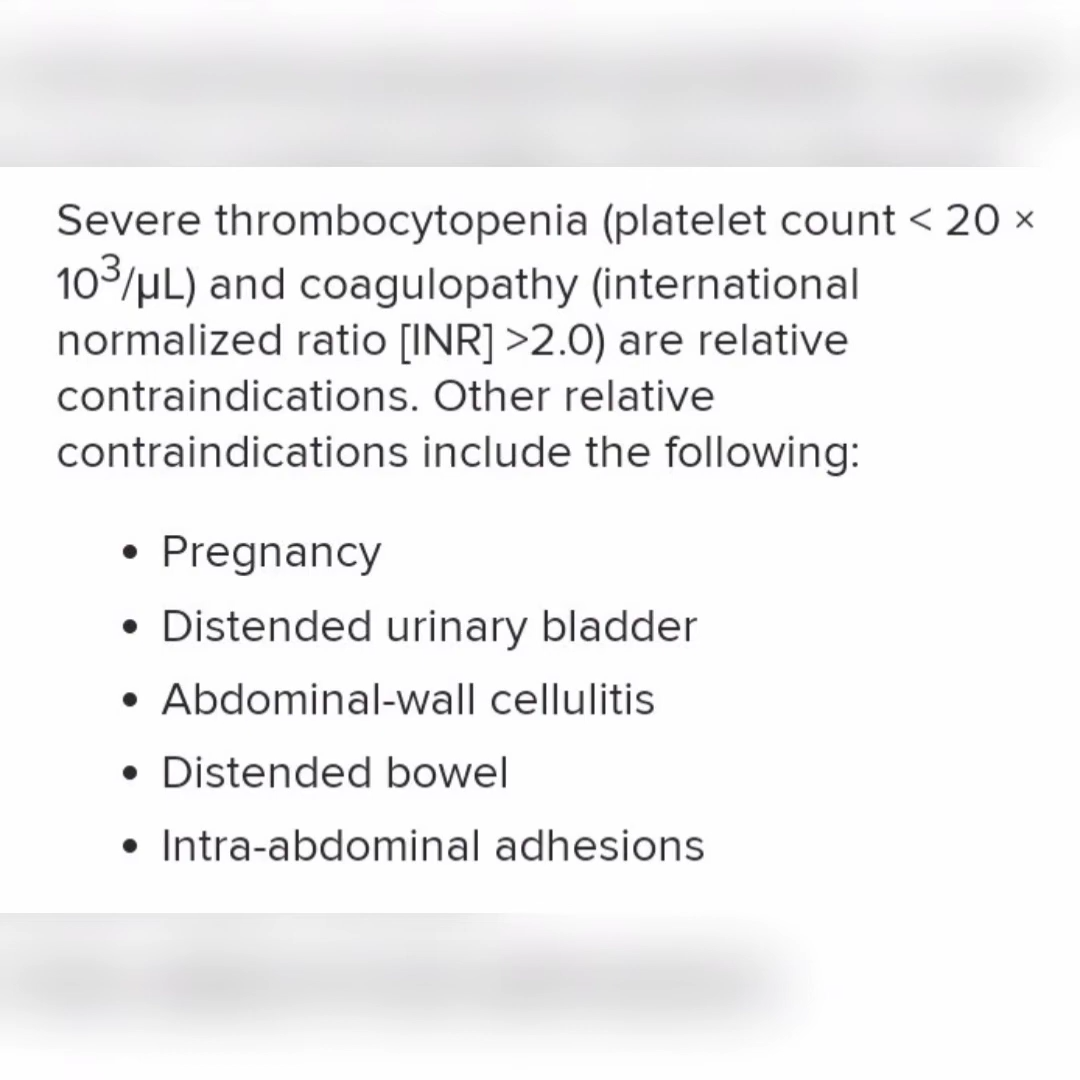 Severe thrombocytopenia (platelet count < 20 ×
10³/µL) and coagulopathy (international
normalized ratio [INR] >2.0) are relative
contraindications. Other relative
contraindications include the following:
• Pregnancy
• Distended urinary bladder
• Abdominal-wall cellulitis
• Distended bowel
• Intra-abdominal adhesions